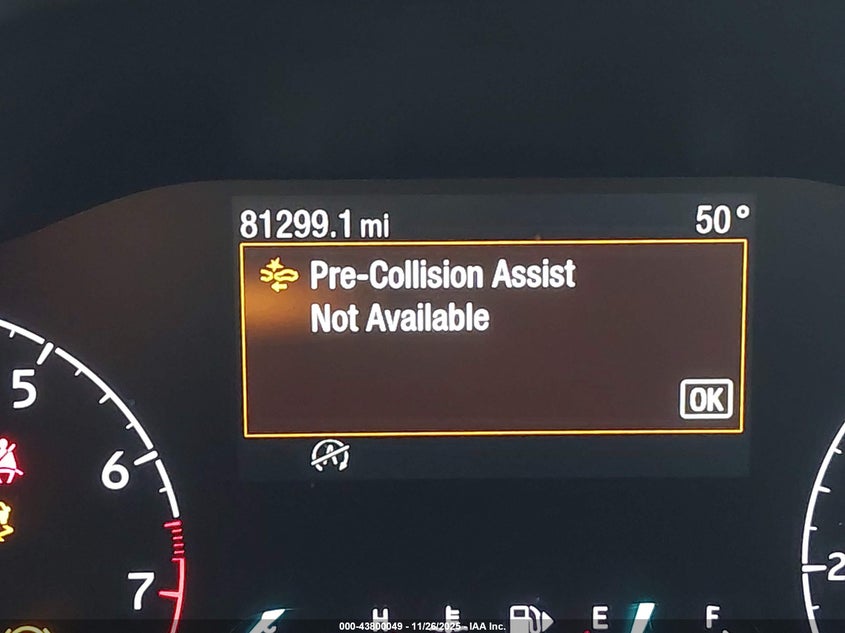 81299.1 mi
50°
Pre-Collision Assist
Not Available
OK
A
5
6
7
2
H
E
F
000-43800049 - 11/26/2025 - IAA Inc.